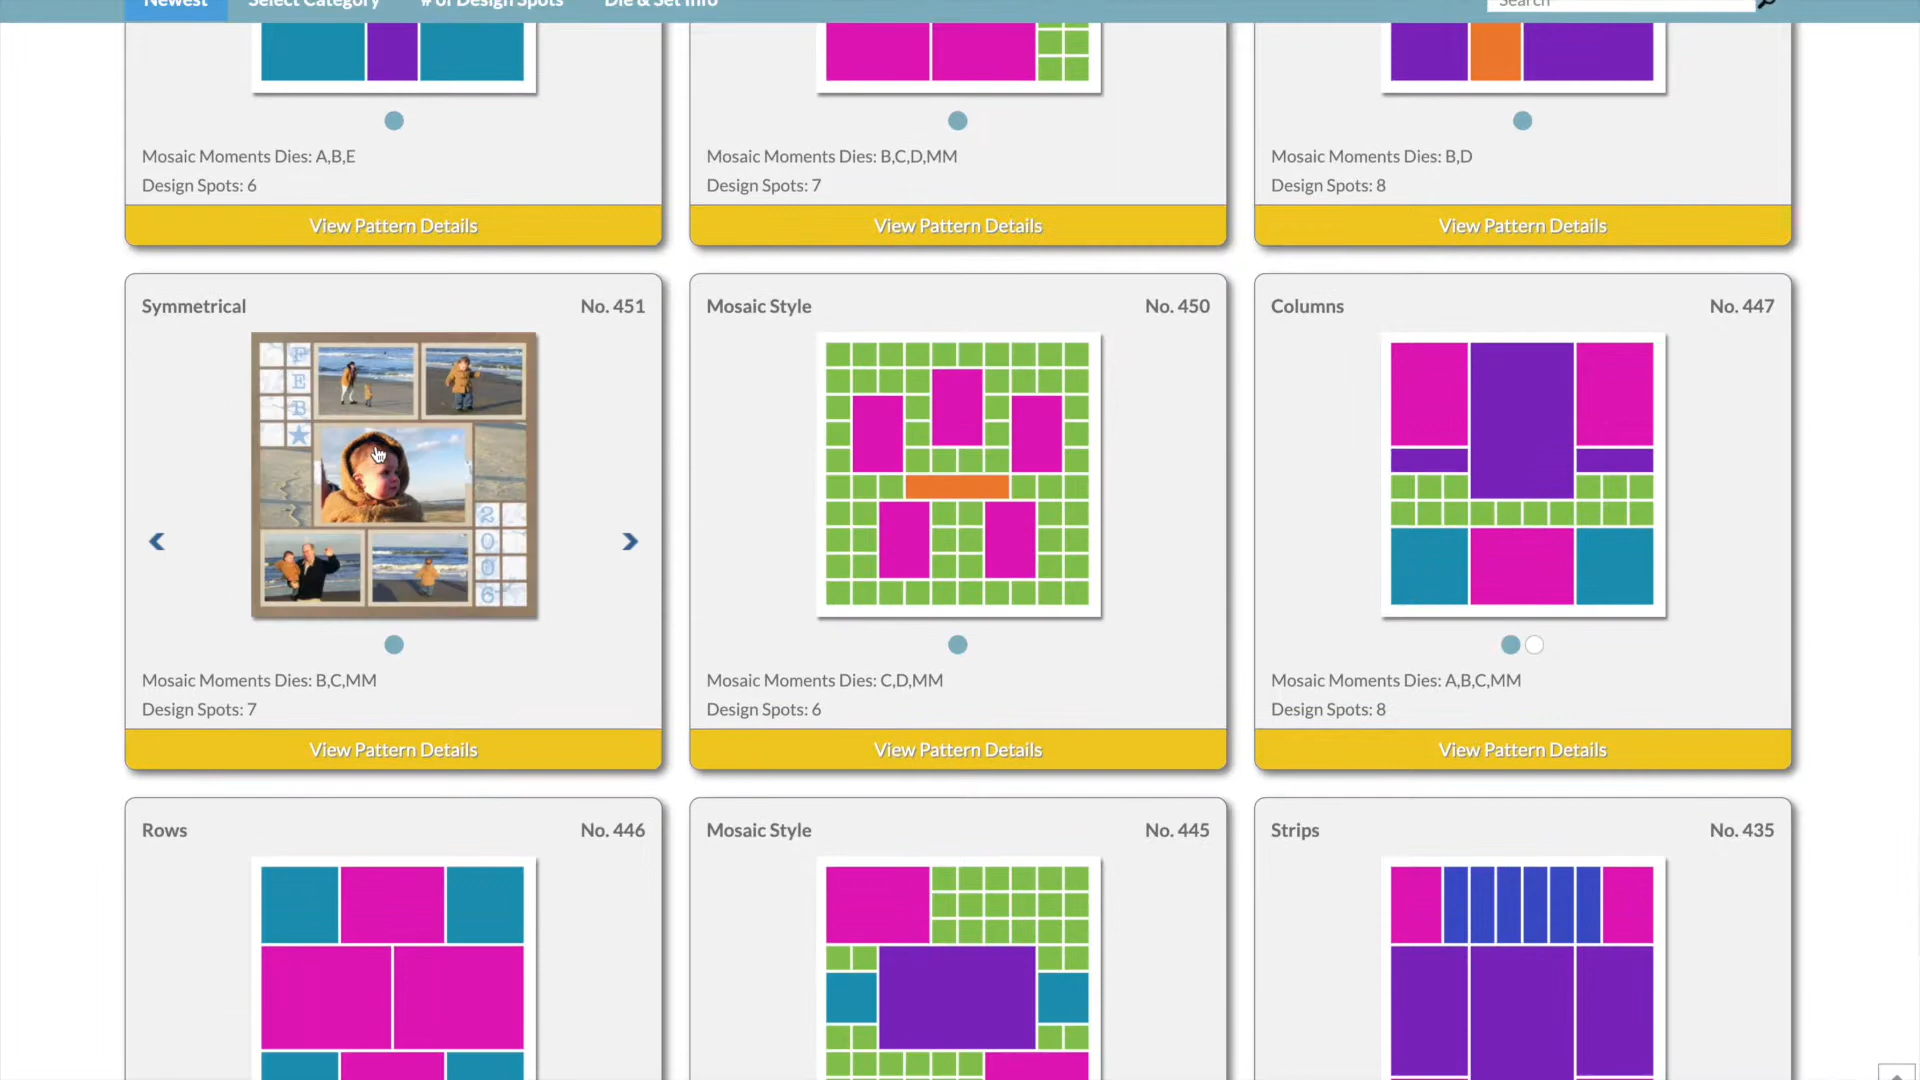 Newest Select Category # of Design Spots Die & Set Info Search
Mosaic Moments Dies: A,B,E
Design Spots: 6
View Pattern Details
Mosaic Moments Dies: B,C,D,MM
Design Spots: 7
View Pattern Details
Mosaic Moments Dies: B,D
Design Spots: 8
View Pattern Details
Symmetrical No. 451
F
E
B
2
0
0
6
Mosaic Moments Dies: B,C,MM
Design Spots: 7
View Pattern Details
Mosaic Style No. 450
Mosaic Moments Dies: C,D,MM
Design Spots: 6
View Pattern Details
Columns No. 447
Mosaic Moments Dies: A,B,C,MM
Design Spots: 8
View Pattern Details
Rows No. 446
Mosaic Style No. 445
Strips No. 435